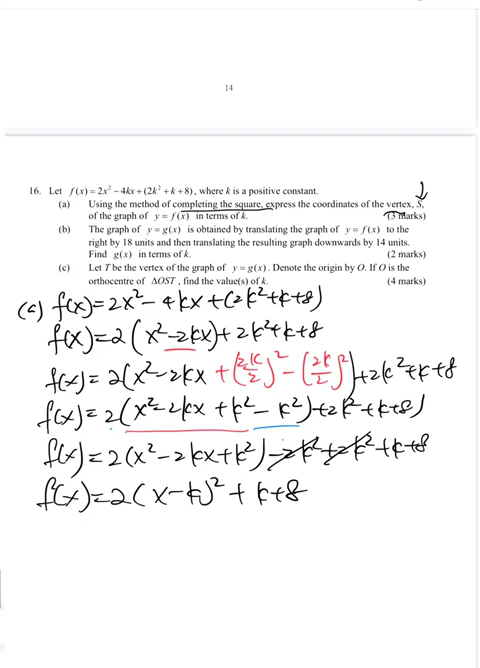 14
16. Let f(x) = 2x² − 4kx + (2k² + k + 8), where k is a positive constant.
(a) Using the method of completing the square, express the coordinates of the vertex, S,
of the graph of y = f(x) in terms of k. (3 marks)
(b) The graph of y = g(x) is obtained by translating the graph of y = f(x) to the
right by 18 units and then translating the resulting graph downwards by 14 units.
Find g(x) in terms of k. (2 marks)
(c) Let T be the vertex of the graph of y = g(x). Denote the origin by O. If O is the
orthocentre of ΔOST, find the value(s) of k. (4 marks)
(a) f(x) = 2x² − 4kx + (2k² + k + 8)
f(x) = 2(x² − 2kx) + 2k² + k + 8
f(x) = 2(x² − 2kx + (2k/2)² − (2k/2)²) + 2k² + k + 8
f(x) = 2(x² − 2kx + k² − k²) + 2k² + k + 8)
f(x) = 2(x² − 2kx + k²) − 2k² + 2k² + k + 8
f(x) = 2(x − k)² + k + 8